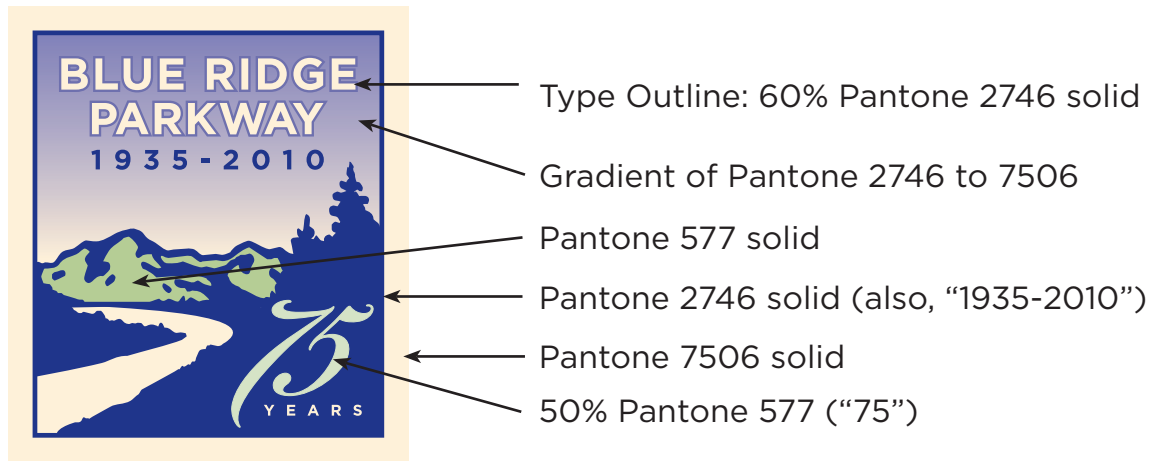 BLUE RIDGE
PARKWAY
1935-2010
75
YEARS
Type Outline: 60% Pantone 2746 solid
Gradient of Pantone 2746 to 7506
Pantone 577 solid
Pantone 2746 solid (also, “1935-2010”)
Pantone 7506 solid
50% Pantone 577 (“75”)